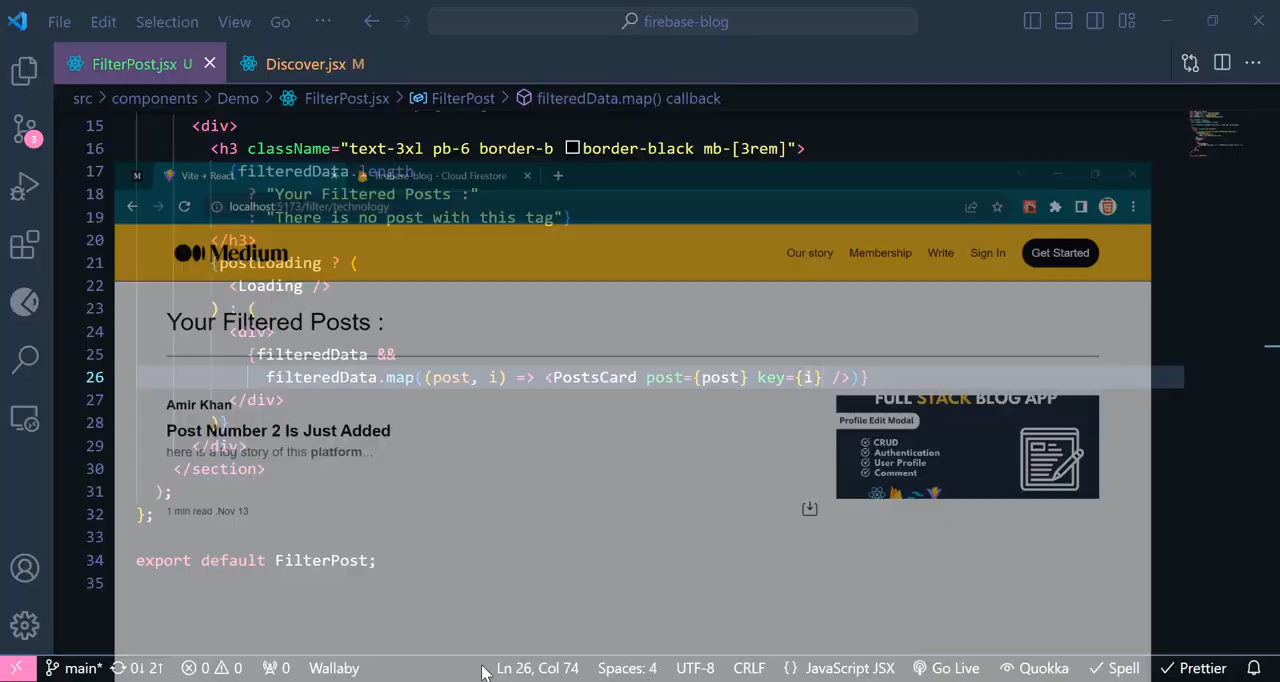 File Edit Selection View Go ··· firebase-blog
FilterPost.jsx U Discover.jsx M
src > components > Demo > FilterPost.jsx > FilterPost > filteredData.map() callback
15 <div>
16 <h3 className="text-3xl pb-6 border-b border-black mb-[3rem]">
17 {filteredData.length
M Vite + React firebase-blog - Cloud Firestore
18 ? "Your Filtered Posts :"
localhost:5173/filter/technology
19 : "There is no post with this tag"}
20 </h3>
Medium Our story Membership Write Sign In Get Started
21 {postLoading ? (
22 <Loading />
23 ) : (
Your Filtered Posts :
24 <div>
25 {filteredData &&
26 filteredData.map((post, i) => <PostsCard post={post} key={i} />)}
27 </div>
Amir Khan
FULL STACK BLOG APP
Profile Edit Modal
CRUD
Authentication
User Profile
Comment
28 )}
Post Number 2 Is Just Added
29 </div>
here is a log story of this platform...
30 </section>
31 );
32 };
1 min read .Nov 13
33
34 export default FilterPost;
35
main* 0↓ 2↑ 0 0 0 Wallaby Ln 26, Col 74 Spaces: 4 UTF-8 CRLF {} JavaScript JSX Go Live Quokka Spell Prettier